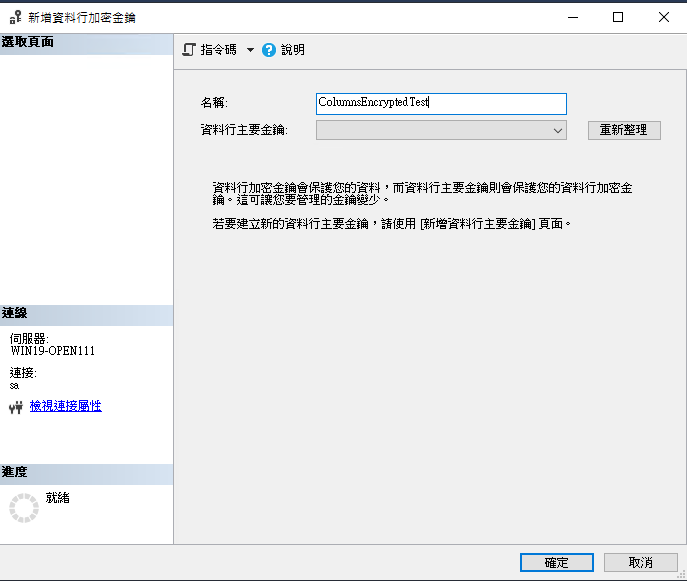 新增資料行加密金鑰
選取頁面
指令碼 說明
名稱: ColumnsEncryptedTest
資料行主要金鑰: 重新整理
資料行加密金鑰會保護您的資料，而資料行主要金鑰則會保護您的資料行加密金
鑰。這可讓您要管理的金鑰變少。
若要建立新的資料行主要金鑰，請使用 [新增資料行主要金鑰] 頁面。
連線
伺服器:
WIN19-OPEN111
連接:
sa
檢視連接屬性
進度
就緒
確定 取消